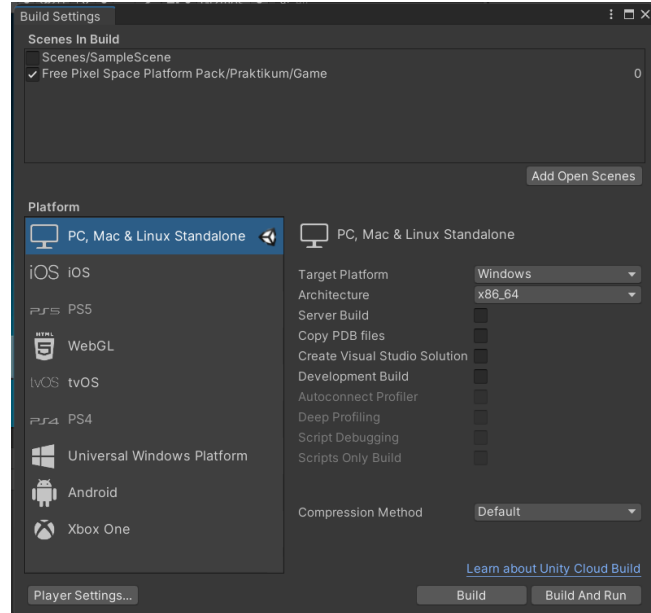 Build Settings
Scenes In Build
Scenes/SampleScene
Free Pixel Space Platform Pack/Praktikum/Game 0
Add Open Scenes
Platform
PC, Mac & Linux Standalone
iOS iOS
PS5 PS5
HTML 5 WebGL
tvOS tvOS
PS4 PS4
Universal Windows Platform
Android
Xbox One
PC, Mac & Linux Standalone
Target Platform Windows
Architecture x86_64
Server Build
Copy PDB files
Create Visual Studio Solution
Development Build
Autoconnect Profiler
Deep Profiling
Script Debugging
Scripts Only Build
Compression Method Default
Learn about Unity Cloud Build
Player Settings... Build Build And Run